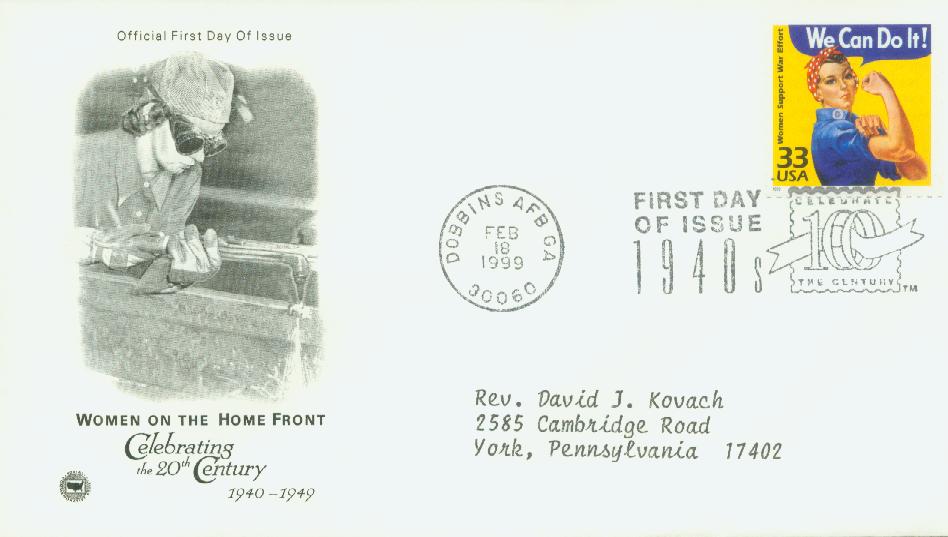 Official First Day Of Issue
We Can Do It!
Women Support War Effort
33
USA
DOBBINS AFB GA
FEB
18
1999
30060
FIRST DAY
OF ISSUE
1940s
CELEBRATE
100
THE CENTURY
TM
WOMEN ON THE HOME FRONT
Celebrating
the 20th Century
1940 – 1949
Rev. David J. Kovach
2585 Cambridge Road
York, Pennsylvania 17402